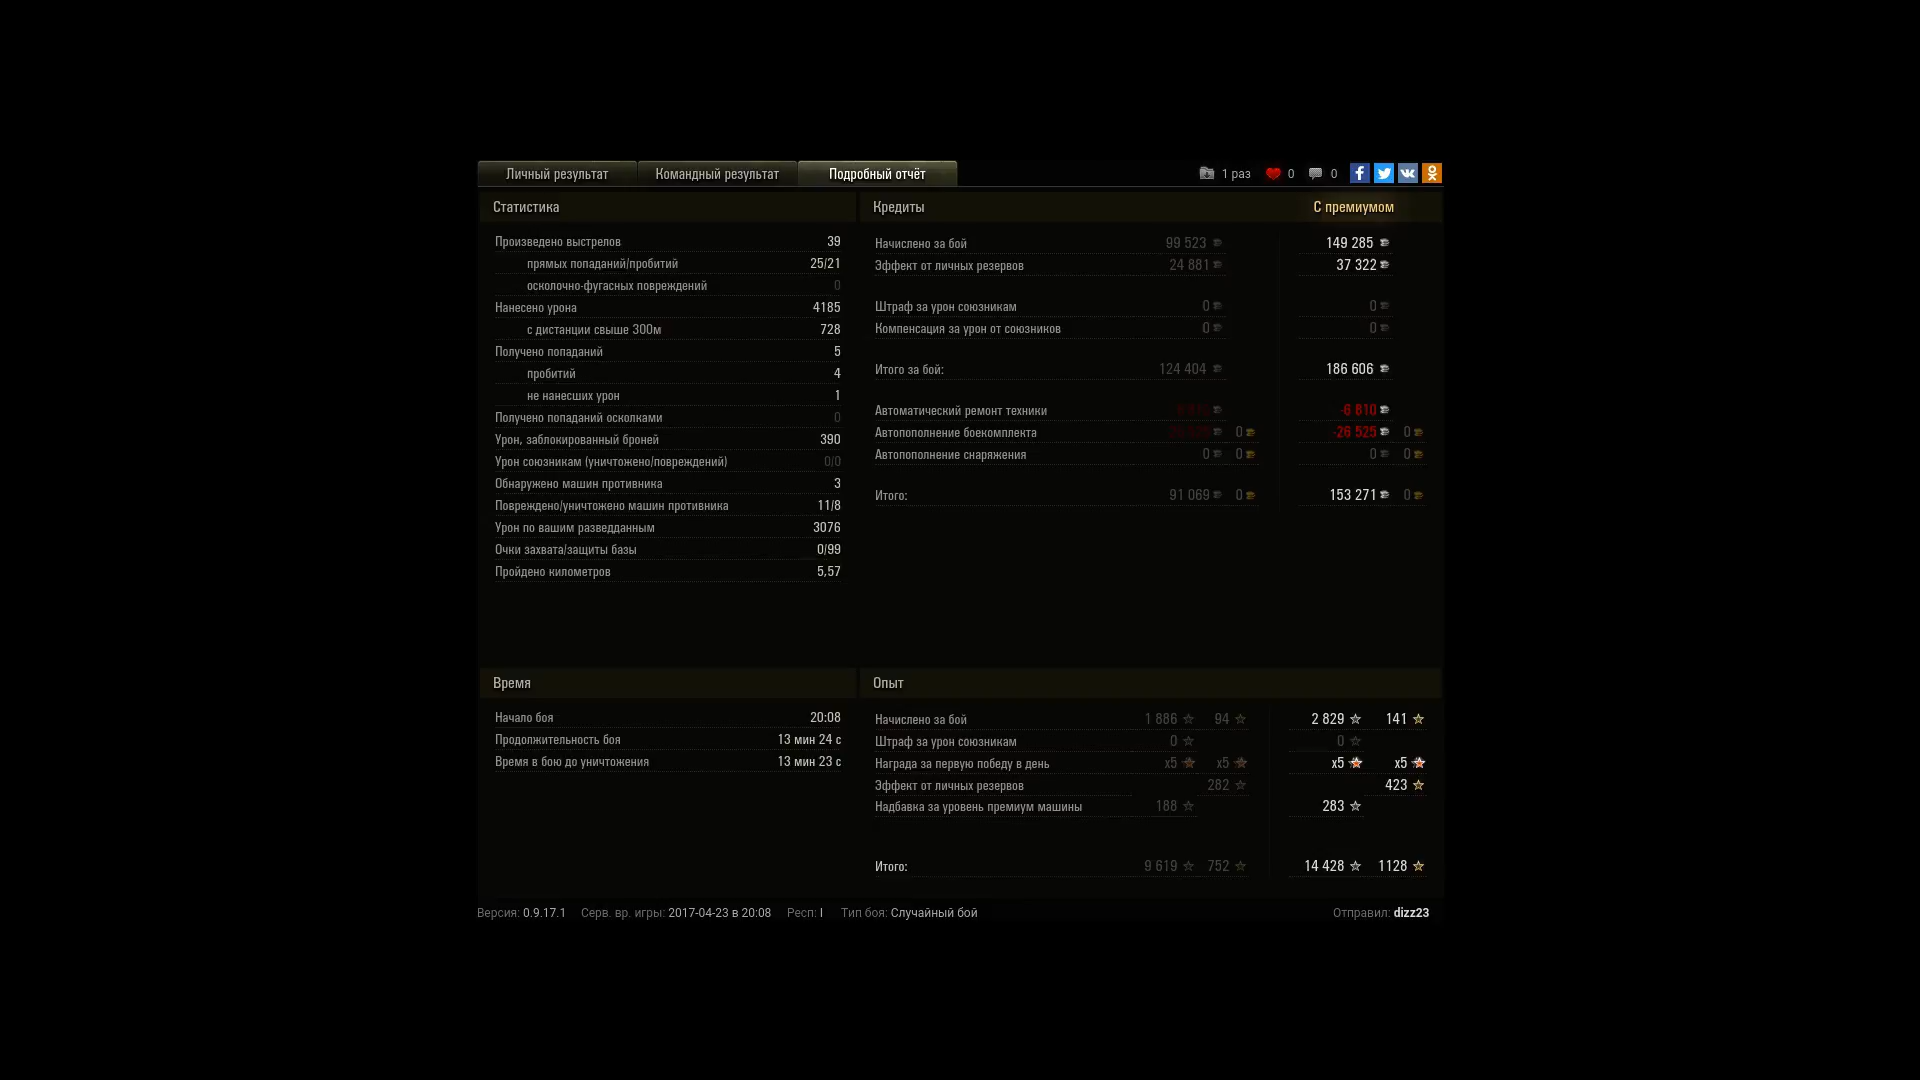 Личный результат Командный результат Подробный отчёт 1 раз 0 0
Статистика
Произведено выстрелов 39
прямых попаданий/пробитий 25/21
осколочно-фугасных повреждений 0
Нанесено урона 4185
с дистанции свыше 300м 728
Получено попаданий 5
пробитий 4
не нанесших урон 1
Получено попаданий осколками 0
Урон, заблокированный броней 390
Урон союзникам (уничтожено/повреждений) 0/0
Обнаружено машин противника 3
Повреждено/уничтожено машин противника 11/8
Урон по вашим разведданным 3076
Очки захвата/защиты базы 0/99
Пройдено километров 5,57
Кредиты С премиумом
Начислено за бой 99 523 149 285
Эффект от личных резервов 24 881 37 322
Штраф за урон союзникам 0 0
Компенсация за урон от союзников 0 0
Итого за бой: 124 404 186 606
Автоматический ремонт техники -6 810
Автопополнение боекомплекта 0 -26 525 0
Автопополнение снаряжения 0 0 0 0
Итого: 91 069 0 153 271 0
Время
Начало боя 20:08
Продолжительность боя 13 мин 24 с
Время в бою до уничтожения 13 мин 23 с
Опыт
Начислено за бой 1 886 94 2 829 141
Штраф за урон союзникам 0 0
Награда за первую победу в день x5 x5 x5 x5
Эффект от личных резервов 282 423
Надбавка за уровень премиум машины 188 283
Итого: 9 619 752 14 428 1128
Версия: 0.9.17.1 Серв. вр. игры: 2017-04-23 в 20:08 Респ: I Тип боя: Случайный бой Отправил: dizz23